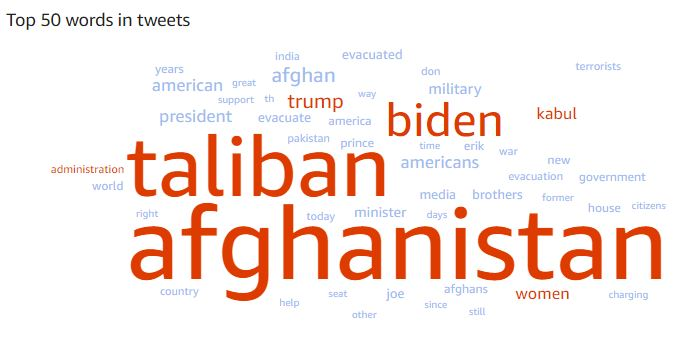 Top 50 words in tweets
india evacuated
years afghan don terrorists
american great military
support th trump way
president evacuate america biden kabul
pakistan prince time erik war
administration taliban americans new
world evacuation government
media brothers former
right today minister days house citizens
afghanistan
country seat joe afghans women charging
help since
other still